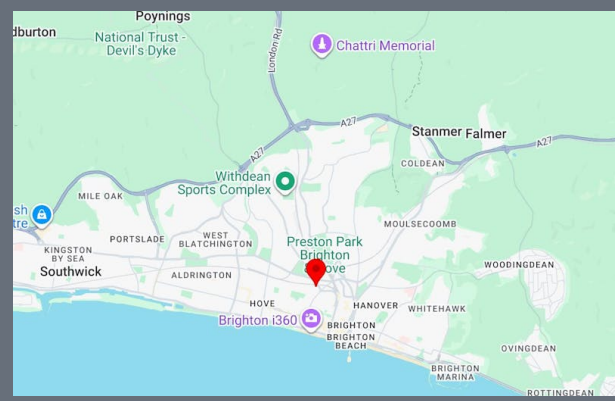 Poynings
National Trust -
Devil's Dyke
London Rd
Chattri Memorial
A27
Stanmer
Falmer
A27
A27
COLDEAN
Withdean
Sports Complex
MILE OAK
MOULSECOOMB
PORTSLADE
WEST
BLATCHINGTON
Preston Park
Brighton
KINGSTON
BY SEA
Southwick
ALDRINGTON
WOODINGDEAN
HOVE
HANOVER
WHITEHAWK
Brighton i360
BRIGHTON
BRIGHTON
BEACH
OVINGDEAN
BRIGHTON
MARINA
ROTTINGDEAN